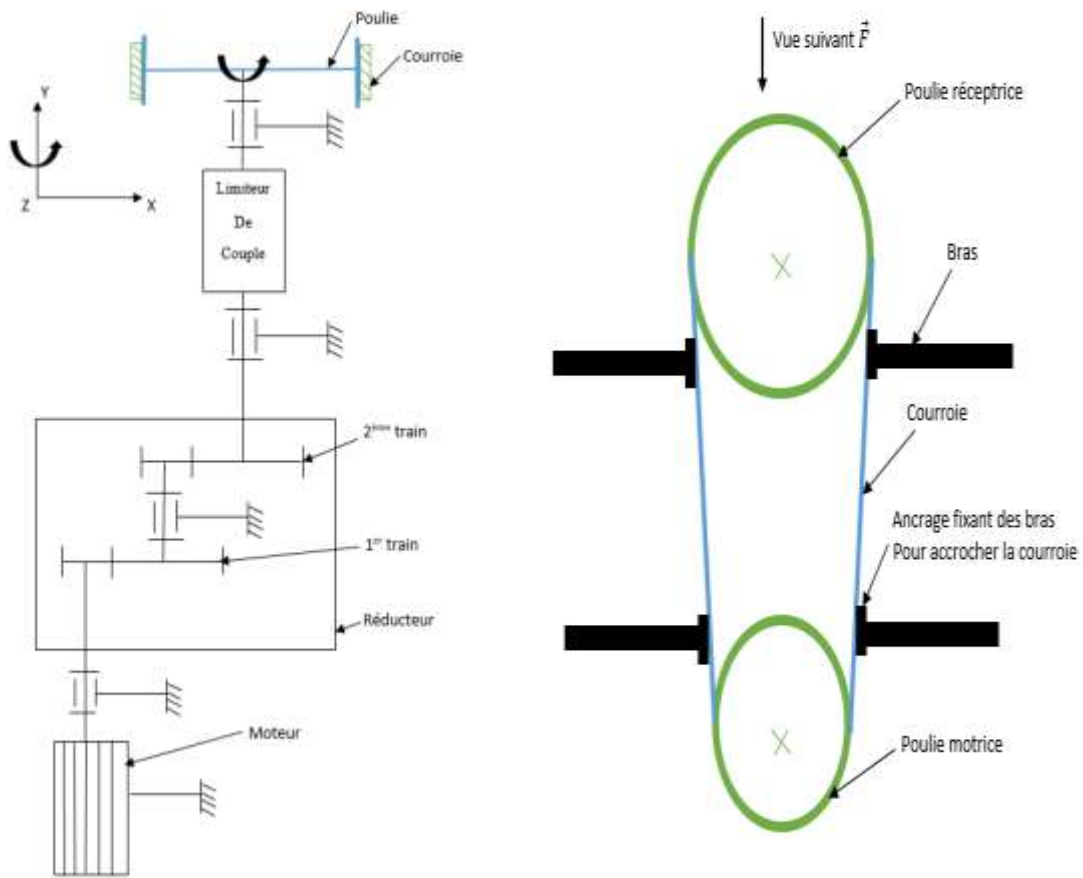 Poulie
Courroie
Y
Z
X
Limiteur
De
Couple
2ème train
1er train
Réducteur
Moteur
Vue suivant F⃗
Poulie réceptrice
Bras
Courroie
Ancrage fixant des bras
Pour accrocher la courroie
Poulie motrice